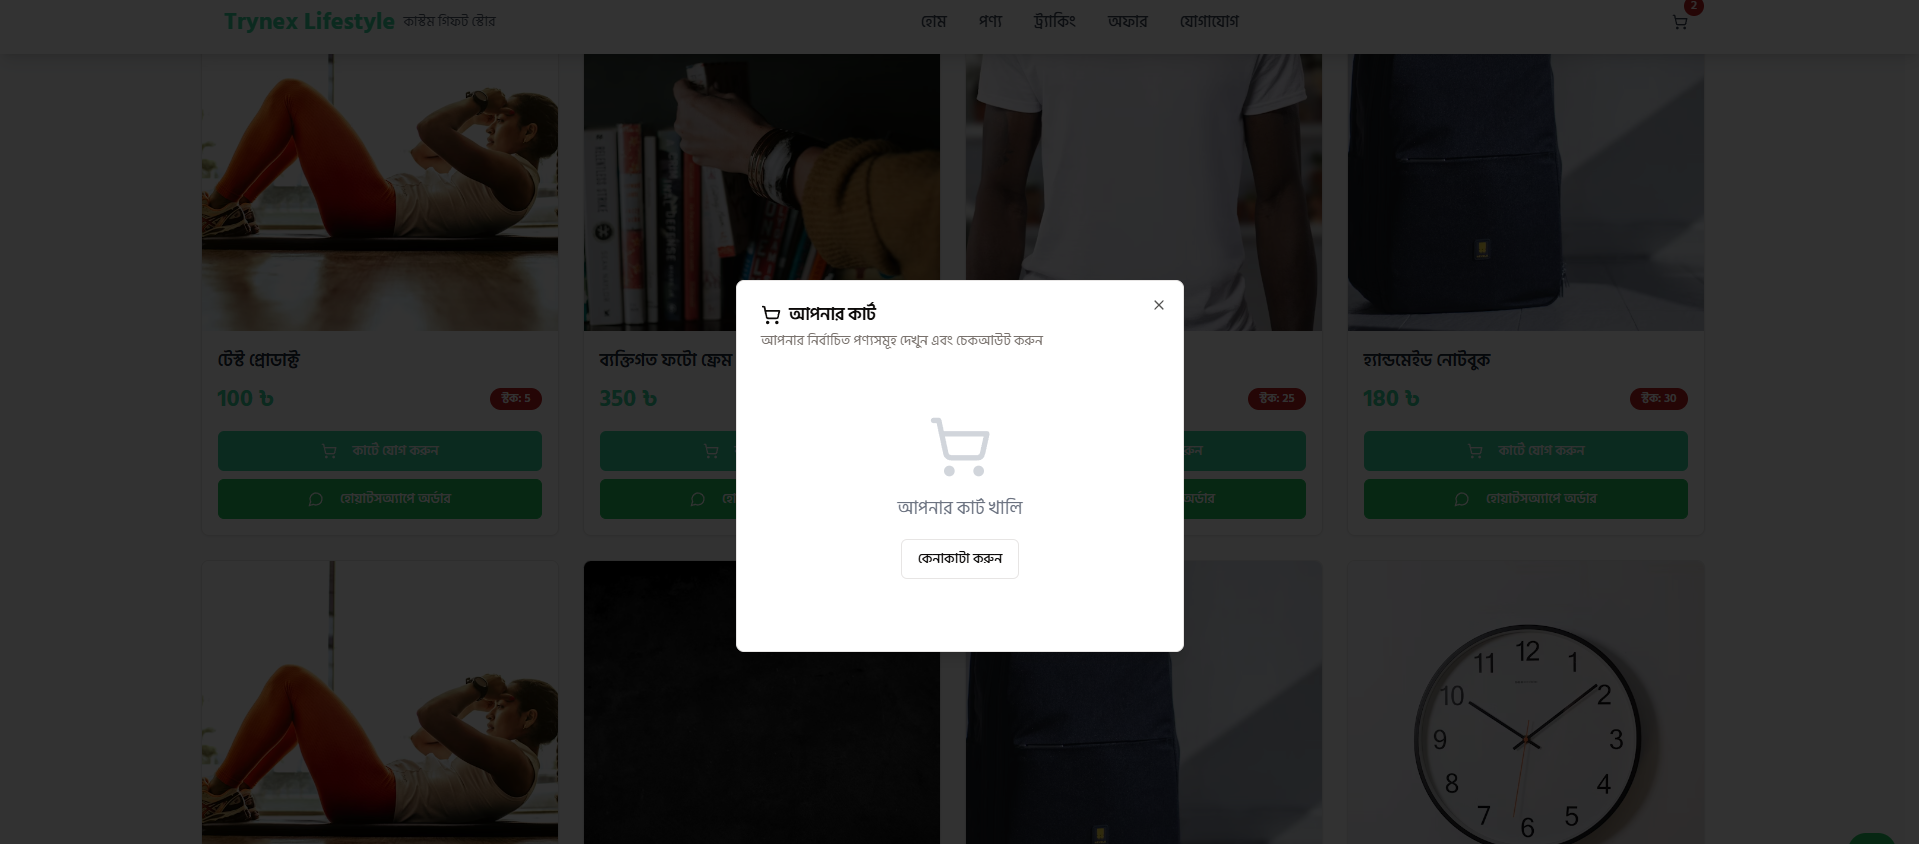 Trynex Lifestyle কাস্টম গিফট স্টোর
হোম পণ্য ট্র্যাকিং অফার যোগাযোগ
2
আপনার কার্ট
আপনার নির্বাচিত পণ্যসমূহ দেখুন এবং চেকআউট করুন
আপনার কার্ট খালি
কেনাকাটা করুন
টেস্ট প্রোডাক্ট
100 ৳
স্টক: 5
কার্টে যোগ করুন
হোয়াটসঅ্যাপে অর্ডার
ব্যক্তিগত ফটো ফ্রেম
350 ৳
স্টক: 25
অর্ডার
হ্যান্ডমেইড নোটবুক
180 ৳
স্টক: 30
কার্টে যোগ করুন
হোয়াটসঅ্যাপে অর্ডার
12
11 1
10 2
9 3
8 4
7 5
6